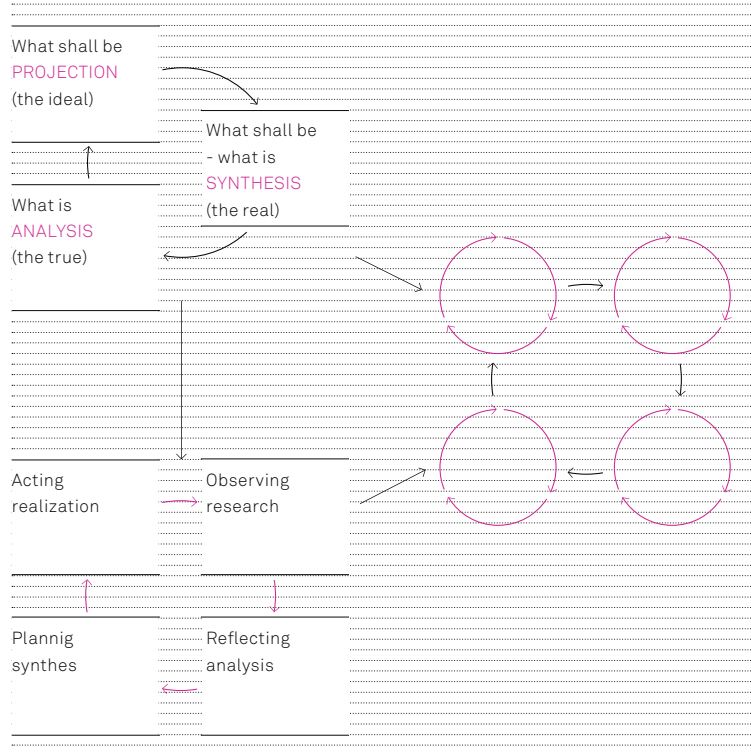 What shall be
PROJECTION
(the ideal)
What shall be
- what is
SYNTHESIS
(the real)
What is
ANALYSIS
(the true)
Acting
realization
Observing
research
Plannig
synthes
Reflecting
analysis